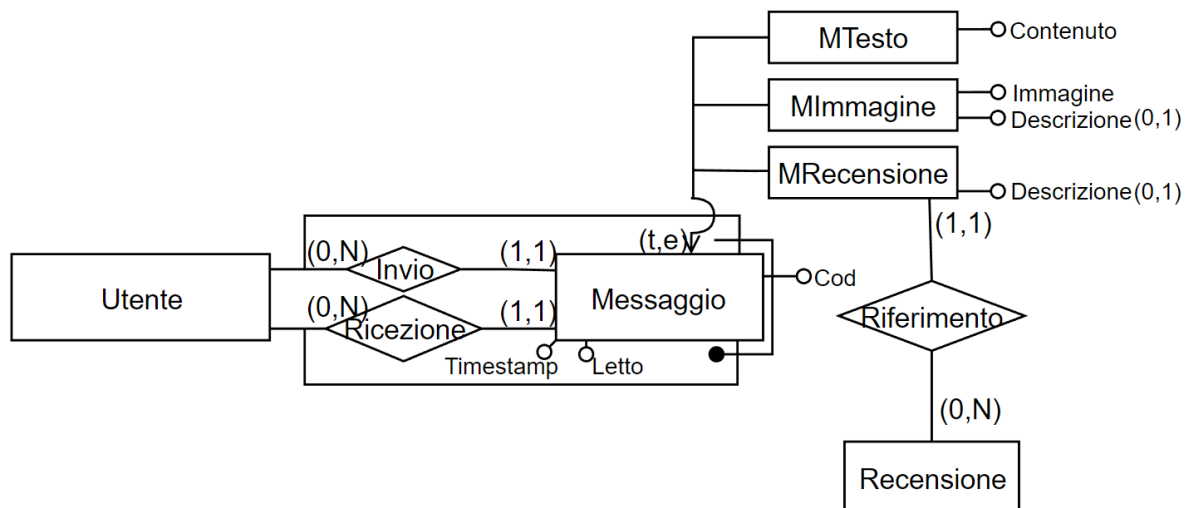 MTesto
Contenuto
MImmagine
Immagine
Descrizione (0,1)
MRecensione
Descrizione (0,1)
(1,1)
(t,e)
Utente
(0,N)
Invio
(1,1)
(0,N)
Ricezione
(1,1)
Messaggio
Cod
Timestamp
Letto
Riferimento
(0,N)
Recensione